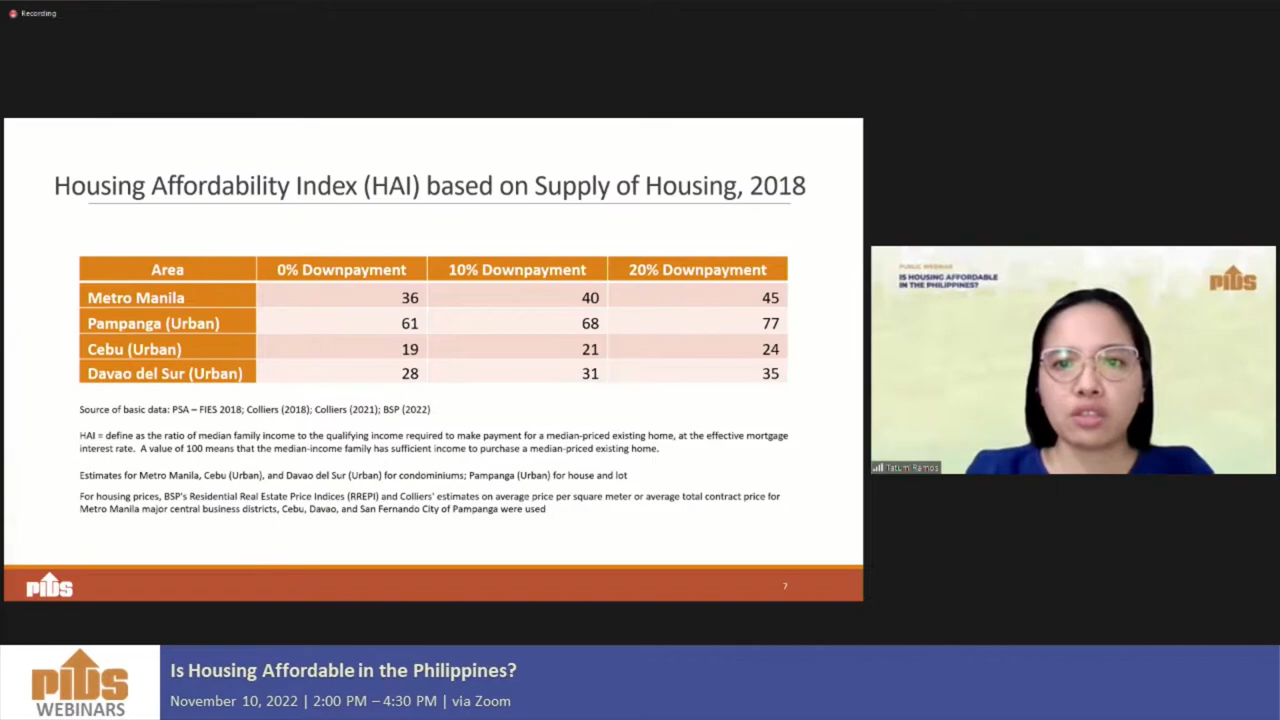 Recording
Housing Affordability Index (HAI) based on Supply of Housing, 2018
Area 0% Downpayment 10% Downpayment 20% Downpayment
Metro Manila 36 40 45
Pampanga (Urban) 61 68 77
Cebu (Urban) 19 21 24
Davao del Sur (Urban) 28 31 35
Source of basic data: PSA – FIES 2018; Colliers (2018); Colliers (2021); BSP (2022)
HAI = define as the ratio of median family income to the qualifying income required to make payment for a median-priced existing home, at the effective mortgage
interest rate. A value of 100 means that the median-income family has sufficient income to purchase a median-priced existing home.
Estimates for Metro Manila, Cebu (Urban), and Davao del Sur (Urban) for condominiums; Pampanga (Urban) for house and lot
For housing prices, BSP's Residential Real Estate Price Indices (RREPI) and Colliers' estimates on average price per square meter or average total contract price for
Metro Manila major central business districts, Cebu, Davao, and San Fernando City of Pampanga were used
PIDS
7
PUBLIC WEBINAR
IS HOUSING AFFORDABLE
IN THE PHILIPPINES?
PIDS
Tatum Ramos
PIDS
WEBINARS
Is Housing Affordable in the Philippines?
November 10, 2022 | 2:00 PM – 4:30 PM | via Zoom